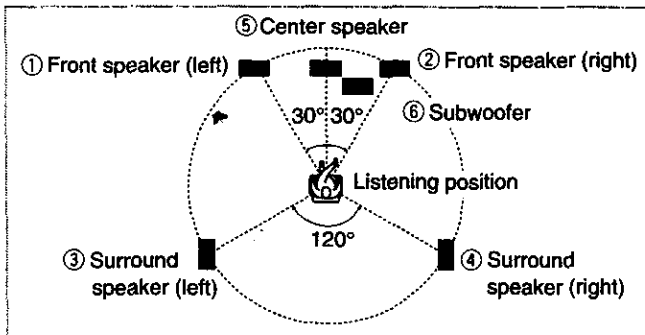 ⑤ Center speaker
① Front speaker (left)
② Front speaker (right)
30° 30°
⑥ Subwoofer
Listening position
120°
③ Surround
speaker (left)
④ Surround
speaker (right)